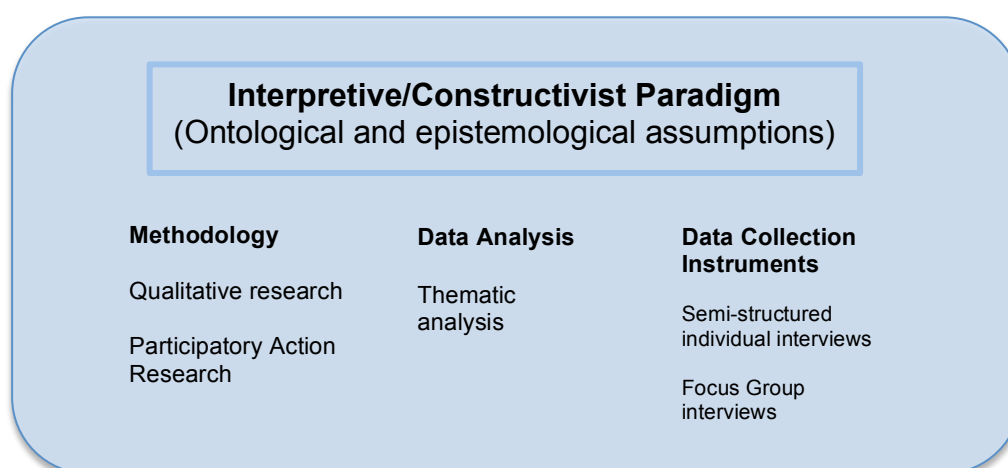 Interpretive/Constructivist Paradigm
(Ontological and epistemological assumptions)
Methodology
Qualitative research
Participatory Action
Research
Data Analysis
Thematic
analysis
Data Collection
Instruments
Semi-structured
individual interviews
Focus Group
interviews